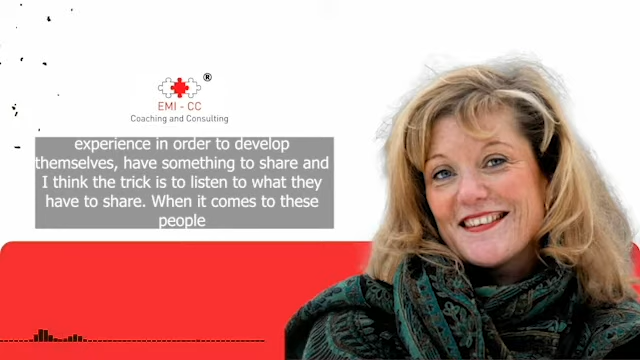 ®
EMI - CC
Coaching and Consulting
experience in order to develop
themselves, have something to share and
I think the trick is to listen to what they
have to share. When it comes to these
people